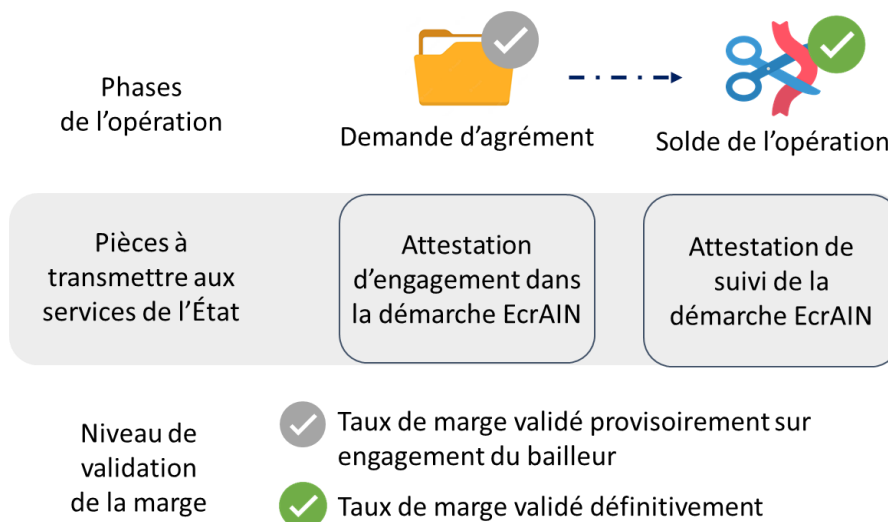 Phases
de l’opération
Demande d’agrément
Solde de l’opération
Pièces à
transmettre aux
services de l’État
Attestation
d’engagement dans
la démarche EcrAIN
Attestation de
suivi de la
démarche EcrAIN
Niveau de
validation
de la marge
Taux de marge validé provisoirement sur
engagement du bailleur
Taux de marge validé définitivement